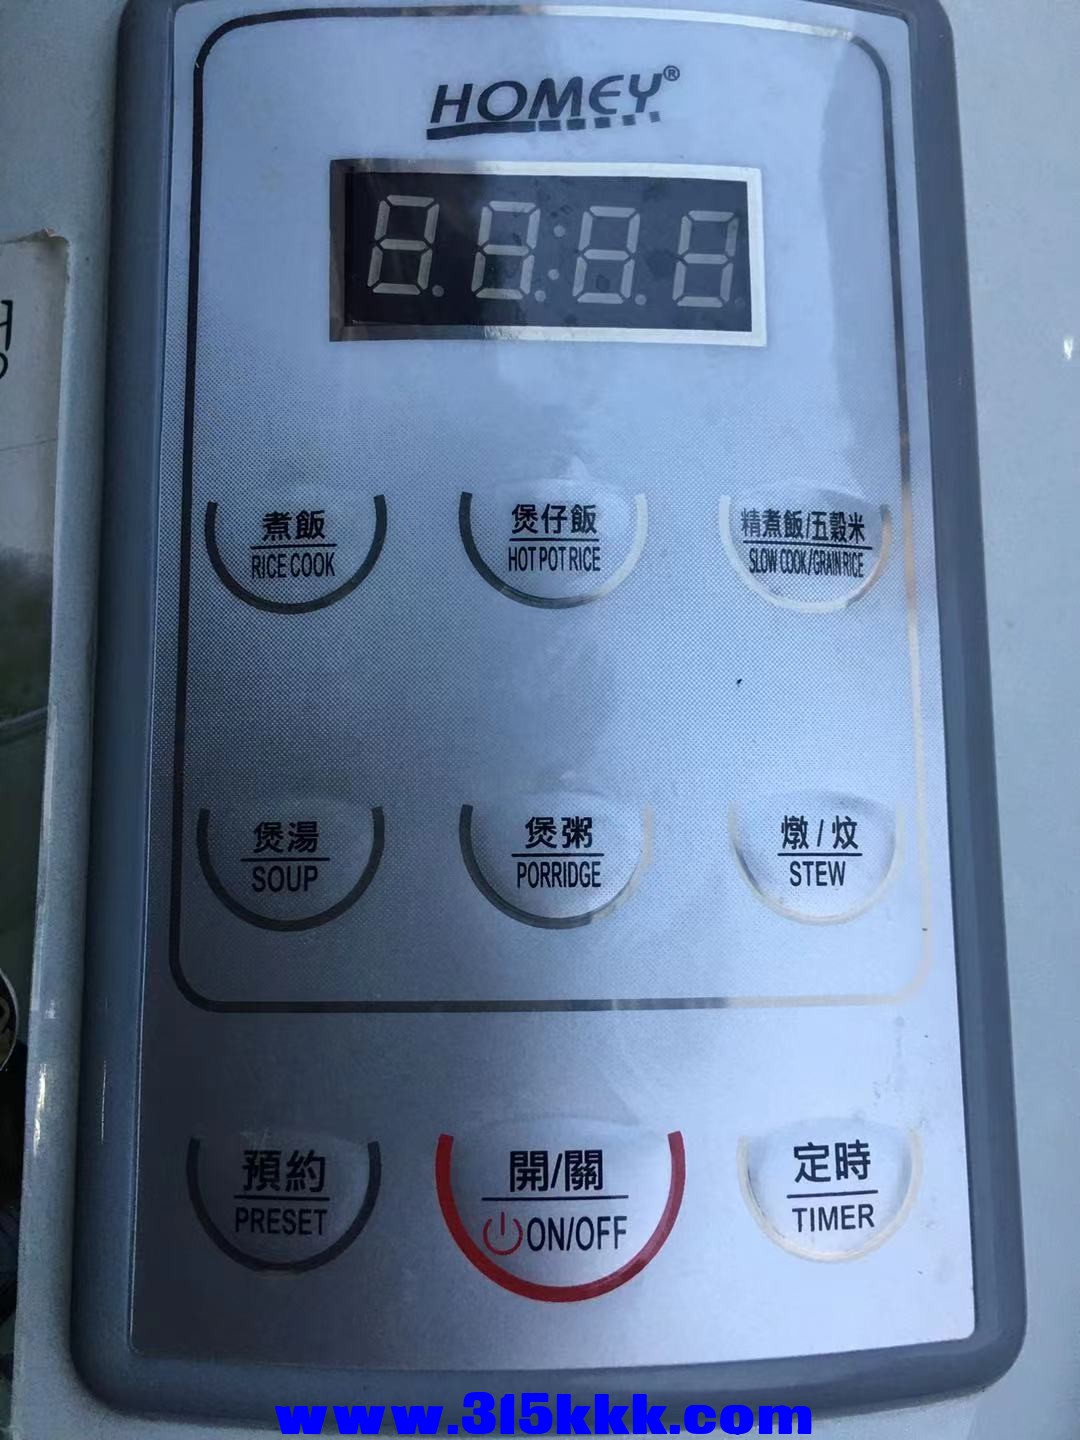 HOMEY®
煮飯
RICE COOK
煲仔飯
HOT POT RICE
精煮飯/五穀米
SLOW COOK/GRAIN RICE
煲湯
SOUP
煲粥
PORRIDGE
燉/炆
STEW
預約
PRESET
開/關
ON/OFF
定時
TIMER
www.315kkk.com